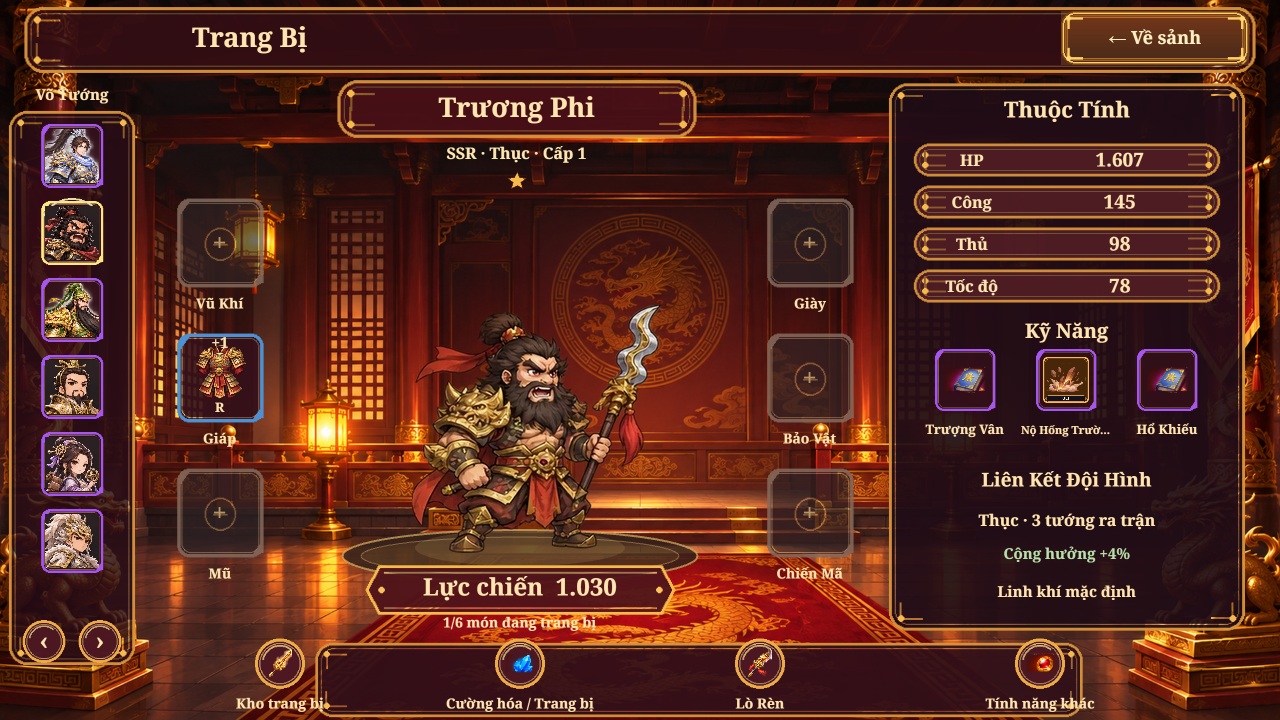 Trang Bị
← Về sảnh
Võ Tướng
Trương Phi
SSR · Thục · Cấp 1
Vũ Khí
+1
R
Giáp
Mũ
Giày
Bảo Vật
Chiến Mã
Lực chiến 1.030
1/6 món đang trang bị
Thuộc Tính
HP 1.607
Công 145
Thủ 98
Tốc độ 78
Kỹ Năng
Trượng Vân
Nộ Hống Trườ...
Hổ Khiếu
Liên Kết Đội Hình
Thục · 3 tướng ra trận
Cộng hưởng +4%
Linh khí mặc định
Kho trang bị
Cường hóa / Trang bị
Lò Rèn
Tính năng khác